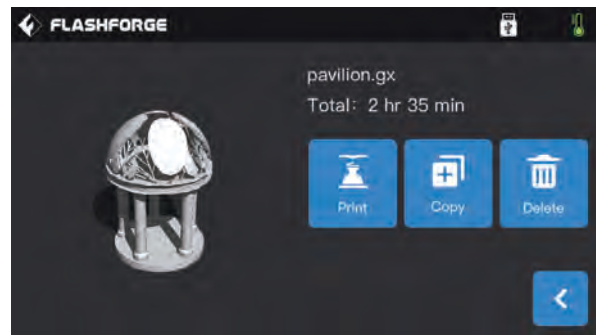 FLASHFORGE
pavilion.gx
Total: 2 hr 35 min
Print Copy Delete